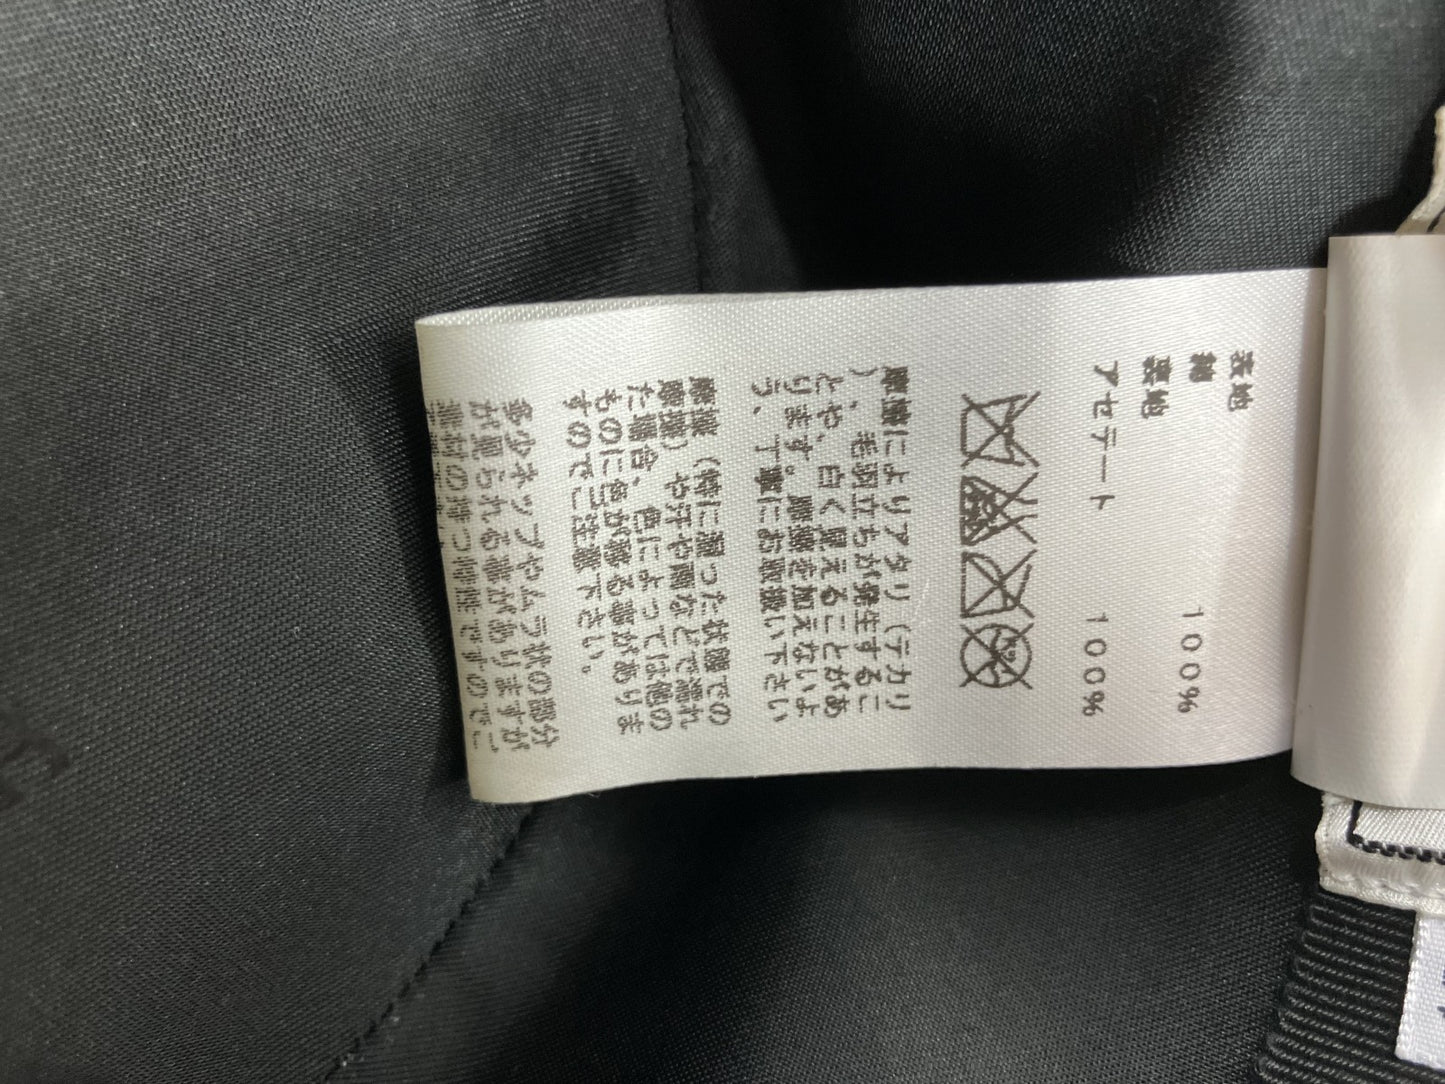 表地
綿 100%
裏地
アセテート 100%
摩擦によりアタリ（テカリ
）、毛羽立ちが発生するこ
とや、白く見えることがあ
ります。摩擦を加えないよ
う、丁寧にお取扱い下さい
摩擦（特に湿った状態での
摩擦）や汗や雨などで濡れ
た場合、色によっては他の
ものに色が移る事がありま
すのでご注意下さい。
多少ネップやムラ状の部分
が見られる事がありますが
素材の持つ特性ですのでご